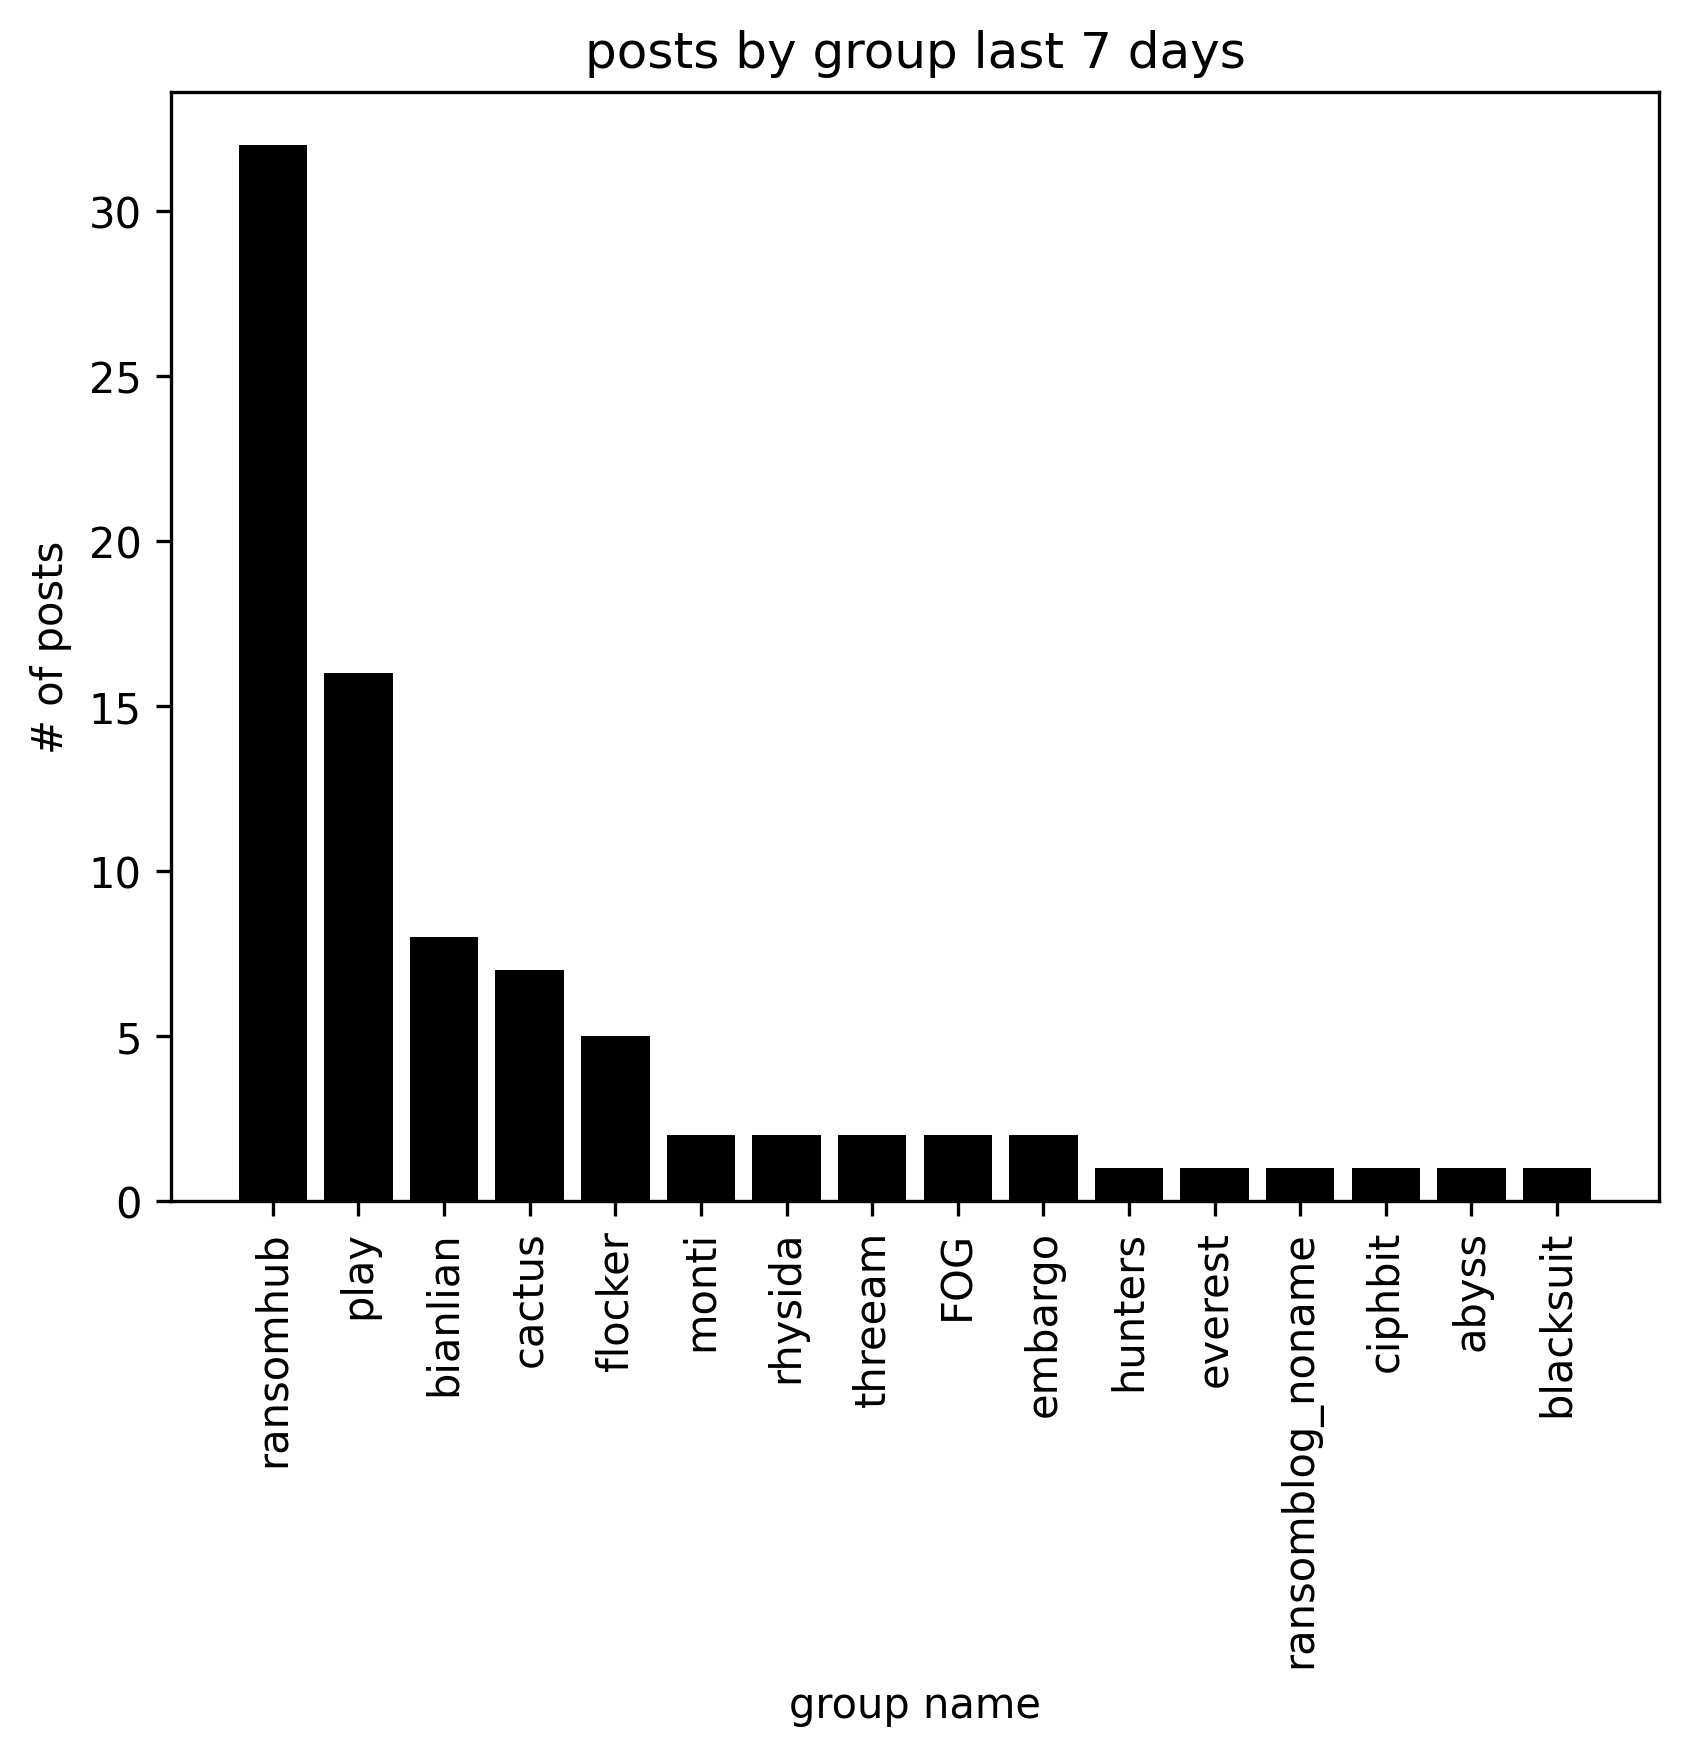 posts by group last 7 days
# of posts
30
25
20
15
10
5
0
ransomhub
play
bianlian
cactus
flocker
monti
rhysida
threeam
FOG
embargo
hunters
everest
ransomblog_noname
ciphbit
abyss
blacksuit
group name